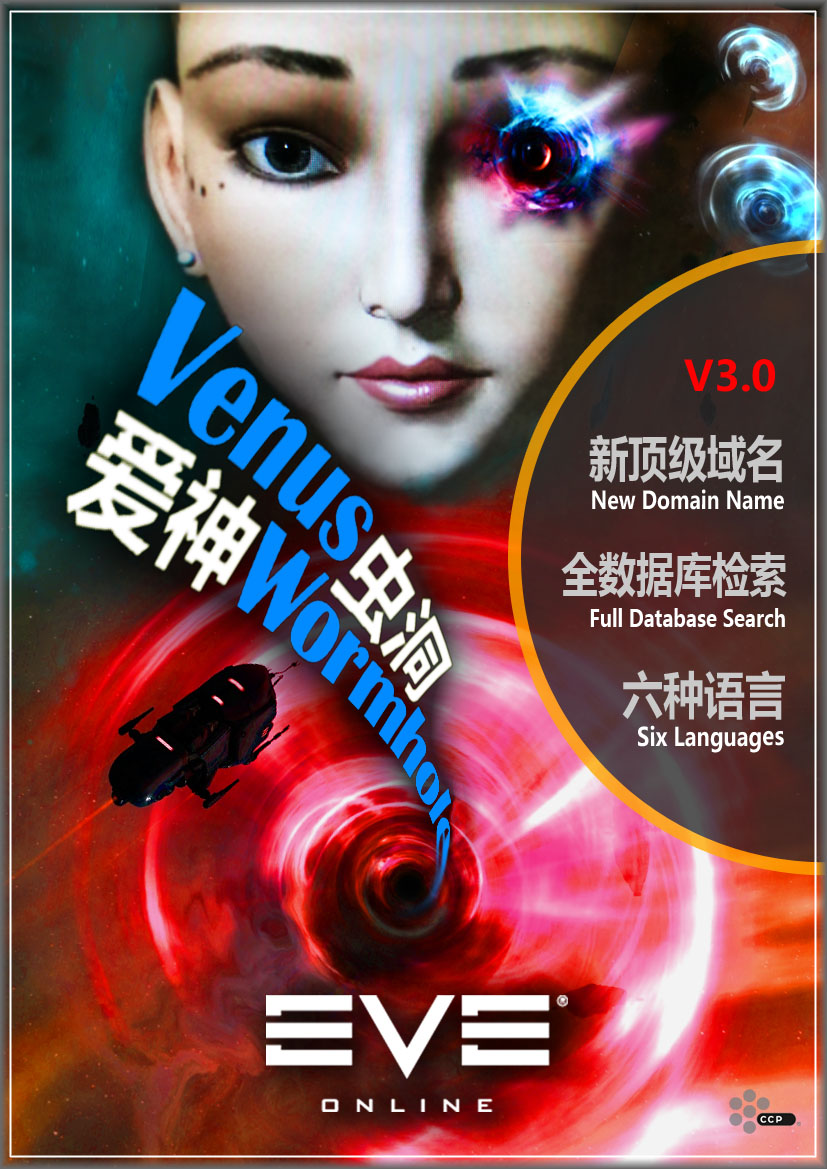 Venus
爱神
虫洞
Wormhole
V3.0
新顶级域名
New Domain Name
全数据库检索
Full Database Search
六种语言
Six Languages
EVE®
ONLINE
CCP